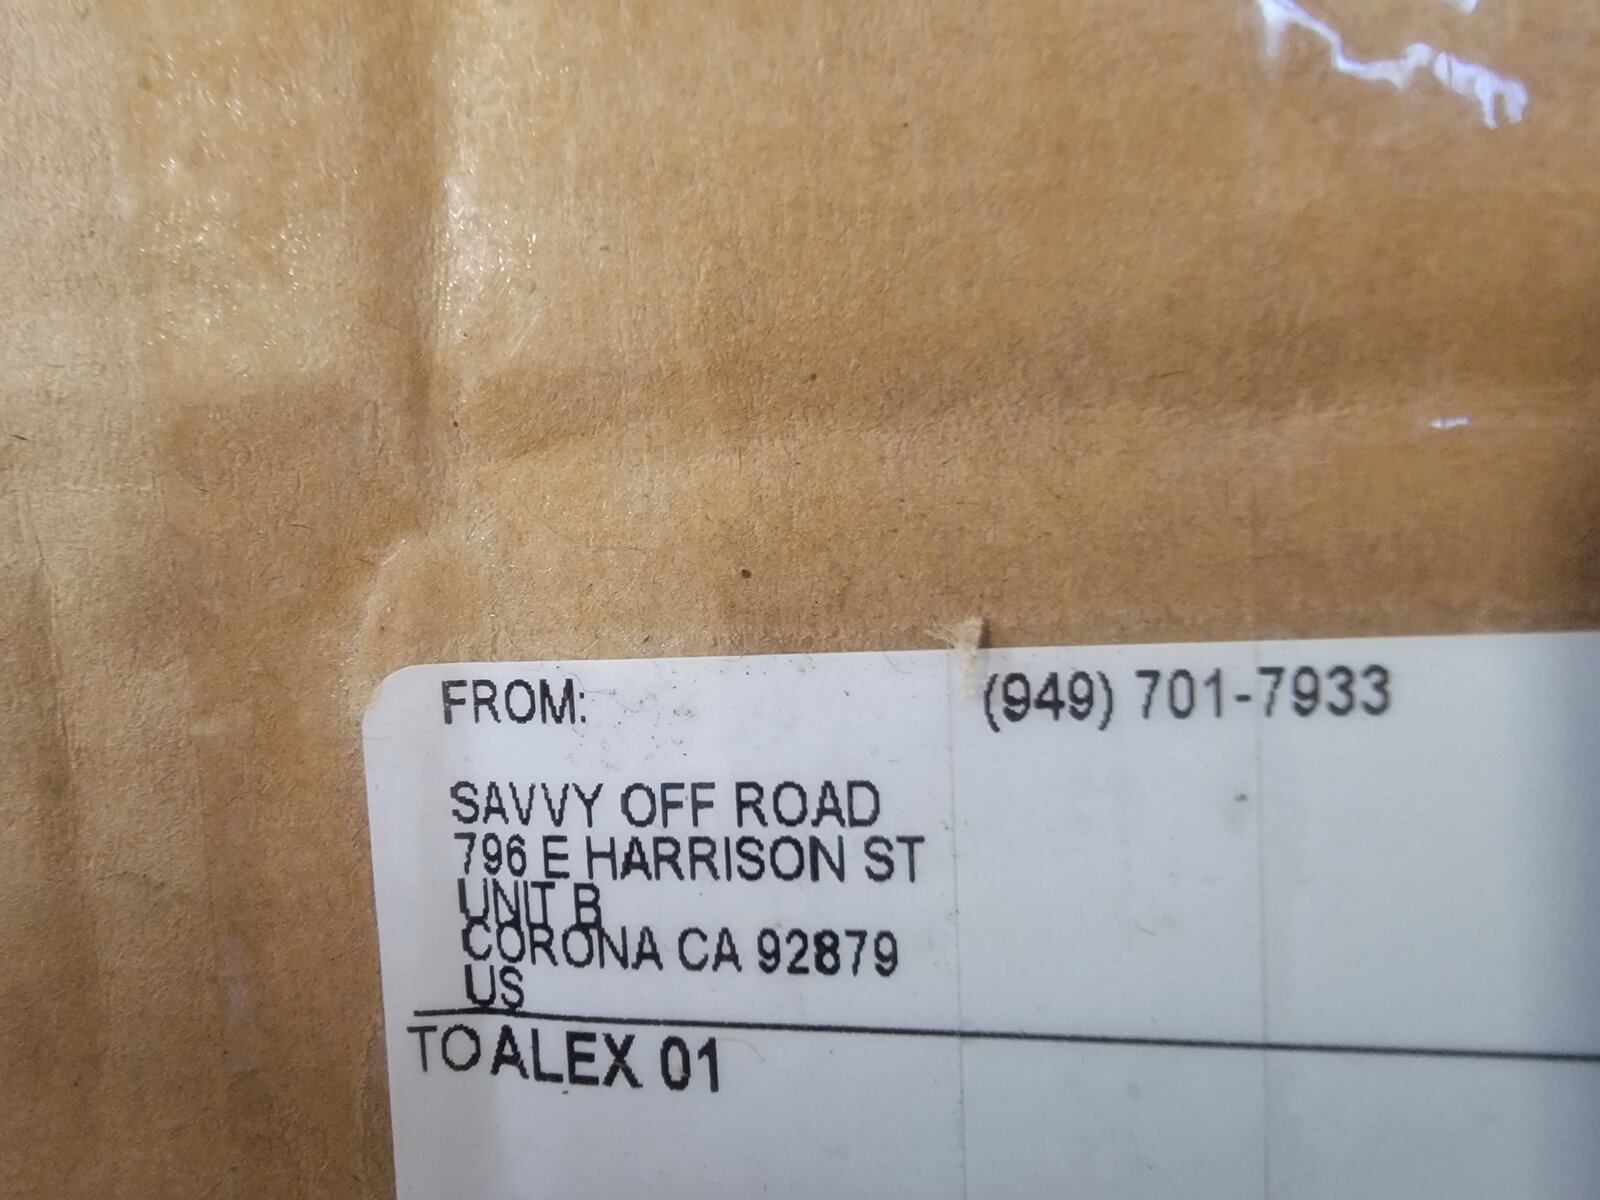 FROM: (949) 701-7933
SAVVY OFF ROAD
796 E HARRISON ST
UNIT B
CORONA CA 92879
US
TO ALEX 01